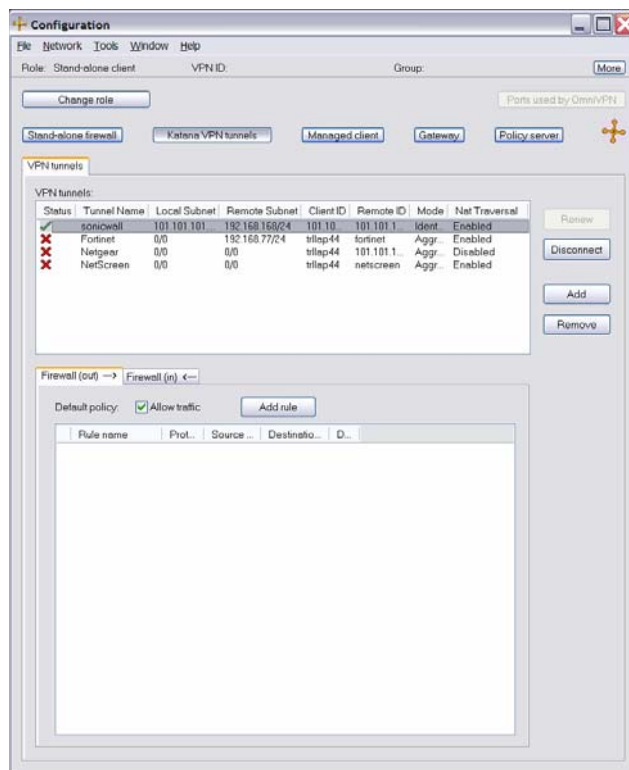 Configuration
File Network Tools Window Help
Role: Stand-alone client VPN ID: Group: More
Change role Ports used by OmniVPN
Stand-alone firewall Katana VPN tunnels Managed client Gateway Policy server
VPN tunnels
VPN tunnels:
Status Tunnel Name Local Subnet Remote Subnet Client ID Remote ID Mode Nat Traversal
sonicwall 101.101.101... 192.168.168/24 101.10... 101.101.1... Ident... Enabled
Renew
Fortinet 0/0 192.168.77/24 trllap44 fortinet Aggr... Enabled
Netgear 0/0 0/0 trllap44 101.101.1... Aggr... Disabled
Disconnect
NetScreen 0/0 0/0 trllap44 netscreen Aggr... Enabled
Add
Remove
Firewall (out) --> Firewall (in) <--
Default policy: Allow traffic Add rule
Rule name Prot... Source ... Destinatio... D...